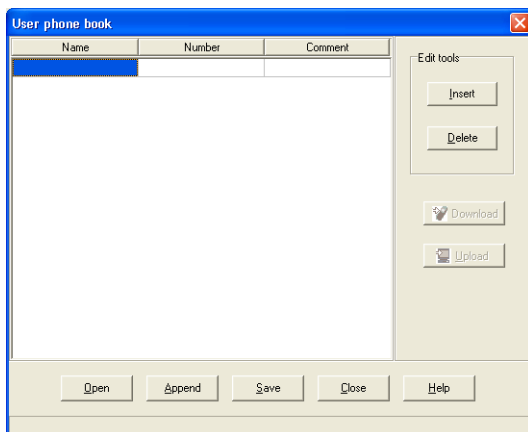 User phone book
Name Number Comment
Edit tools
Insert
Delete
Download
Upload
Open Append Save Close Help